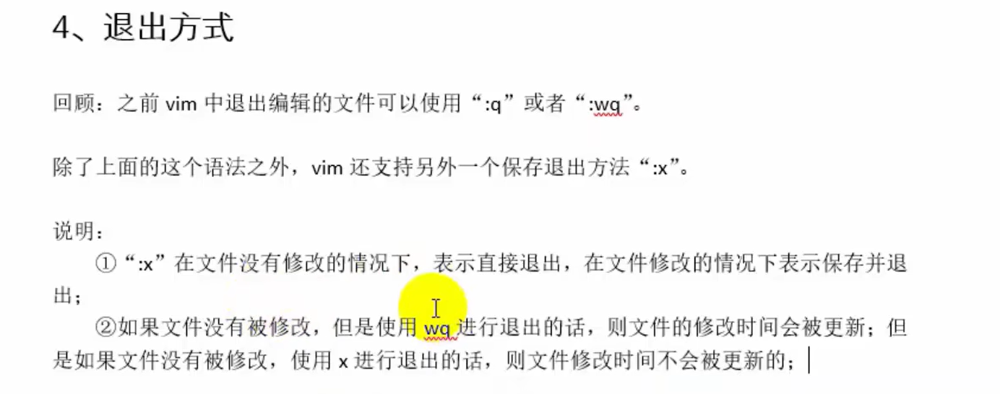 4、退出方式
回顾：之前 vim 中退出编辑的文件可以使用“:q”或者“:wq”。
除了上面的这个语法之外，vim 还支持另外一个保存退出方法“:x”。
说明：
①“:x”在文件没有修改的情况下，表示直接退出，在文件修改的情况下表示保存并退
出；
②如果文件没有被修改，但是使用 wq 进行退出的话，则文件的修改时间会被更新；但
是如果文件没有被修改，使用 x 进行退出的话，则文件修改时间不会被更新的；